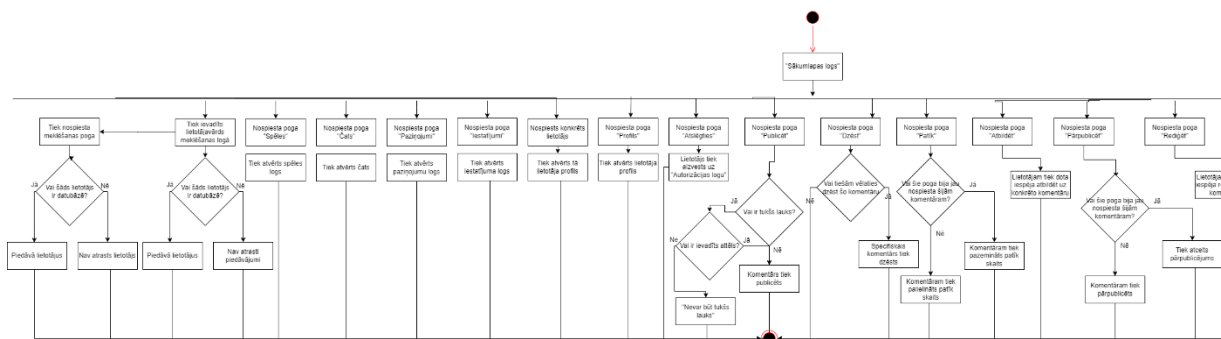 "Sākumlapas logs"
Tiek nospiesta
meklēšanas poga
Tiek ievadīts
lietotājavārds
meklēšanas logā
Nospiesta poga
"Spēles"
Nospiesta poga
"Čats"
Nospiesta poga
"Paziņojumi"
Nospiesta poga
"Iestatījumi"
Nospiests konkrēts
lietotājs
Nospiesta poga
"Profils"
Nospiesta poga
"Atslēgties"
Nospiesta poga
"Publicēt"
Nospiesta poga
"Dzēst"
Nospiesta poga
"Patīk"
Nospiesta poga
"Atbildēt"
Nospiesta poga
"Pārpublicēt"
Nospiesta poga
"Rediģēt"
Jā
Vai šāds lietotājs
ir datubāzē?
Nē
Jā
Vai šāds lietotājs
ir datubāzē?
Nē
Tiek atvērts spēles
logs
Tiek atvērts čats
Tiek atvērts
paziņojumu logs
Tiek atvērts
iestatījuma logs
Tiek atvērts tā
lietotāja profils
Tiek atvērts lietotāja
profils
Lietotājs tiek
aizvests uz
"Autorizācijas logu"
Vai ir tukšs lauks?
Jā
Nē
Vai ir ievadīts attēls?
Ne
Jā
Vai tiešām vēlaties
dzēst šo komentāru
Nē
Jā
Vai šie poga bija jau
nospiesta šijām
komentāram?
Jā
Nē
Lietotājam tiek dota
iespēja atbildēt uz
konkrēto komentāru
Vai šie poga bija jau
nospiesta šijām
komentāram?
Jā
Nē
Piedāvā lietotājus
Nav atrasts lietotājs
Piedāvā lietotājus
Nav atrasti
piedāvājumi
Komentārs tiek
publicēts
"Nevar būt tukšs
lauks"
Specifiskais
komentārs tiek
dzēsts
Komentāram tiek
palielināts patīk
skaits
Komentāram tiek
pazemināts patīk
skaits
Komentāram tiek
pārpublicēts
Tiek atcelts
pārpublicējums